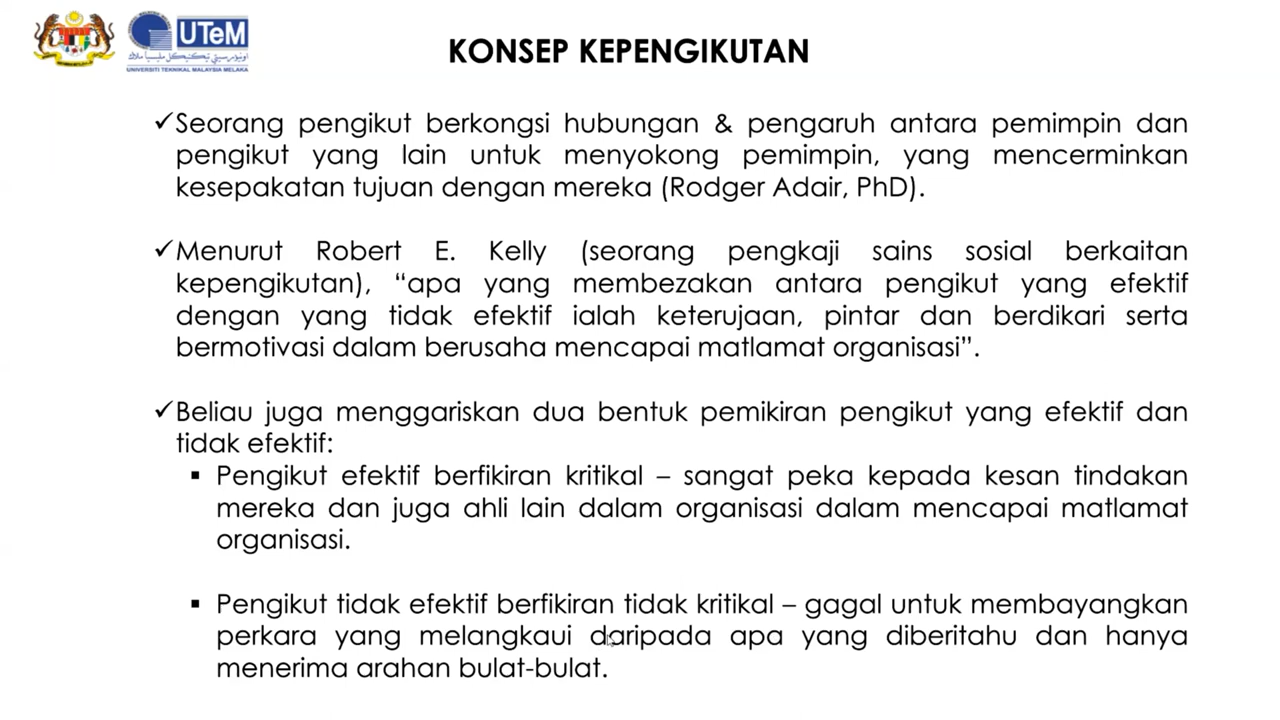 UTeM
اونيۏرسيتي تيكنيكل مليسيا ملاك
UNIVERSITI TEKNIKAL MALAYSIA MELAKA
KONSEP KEPENGIKUTAN
✓Seorang pengikut berkongsi hubungan & pengaruh antara pemimpin dan
pengikut yang lain untuk menyokong pemimpin, yang mencerminkan
kesepakatan tujuan dengan mereka (Rodger Adair, PhD).
✓Menurut Robert E. Kelly (seorang pengkaji sains sosial berkaitan
kepengikutan), “apa yang membezakan antara pengikut yang efektif
dengan yang tidak efektif ialah keterujaan, pintar dan berdikari serta
bermotivasi dalam berusaha mencapai matlamat organisasi”.
✓Beliau juga menggariskan dua bentuk pemikiran pengikut yang efektif dan
tidak efektif:
▪ Pengikut efektif berfikiran kritikal – sangat peka kepada kesan tindakan
mereka dan juga ahli lain dalam organisasi dalam mencapai matlamat
organisasi.
▪ Pengikut tidak efektif berfikiran tidak kritikal – gagal untuk membayangkan
perkara yang melangkaui daripada apa yang diberitahu dan hanya
menerima arahan bulat-bulat.